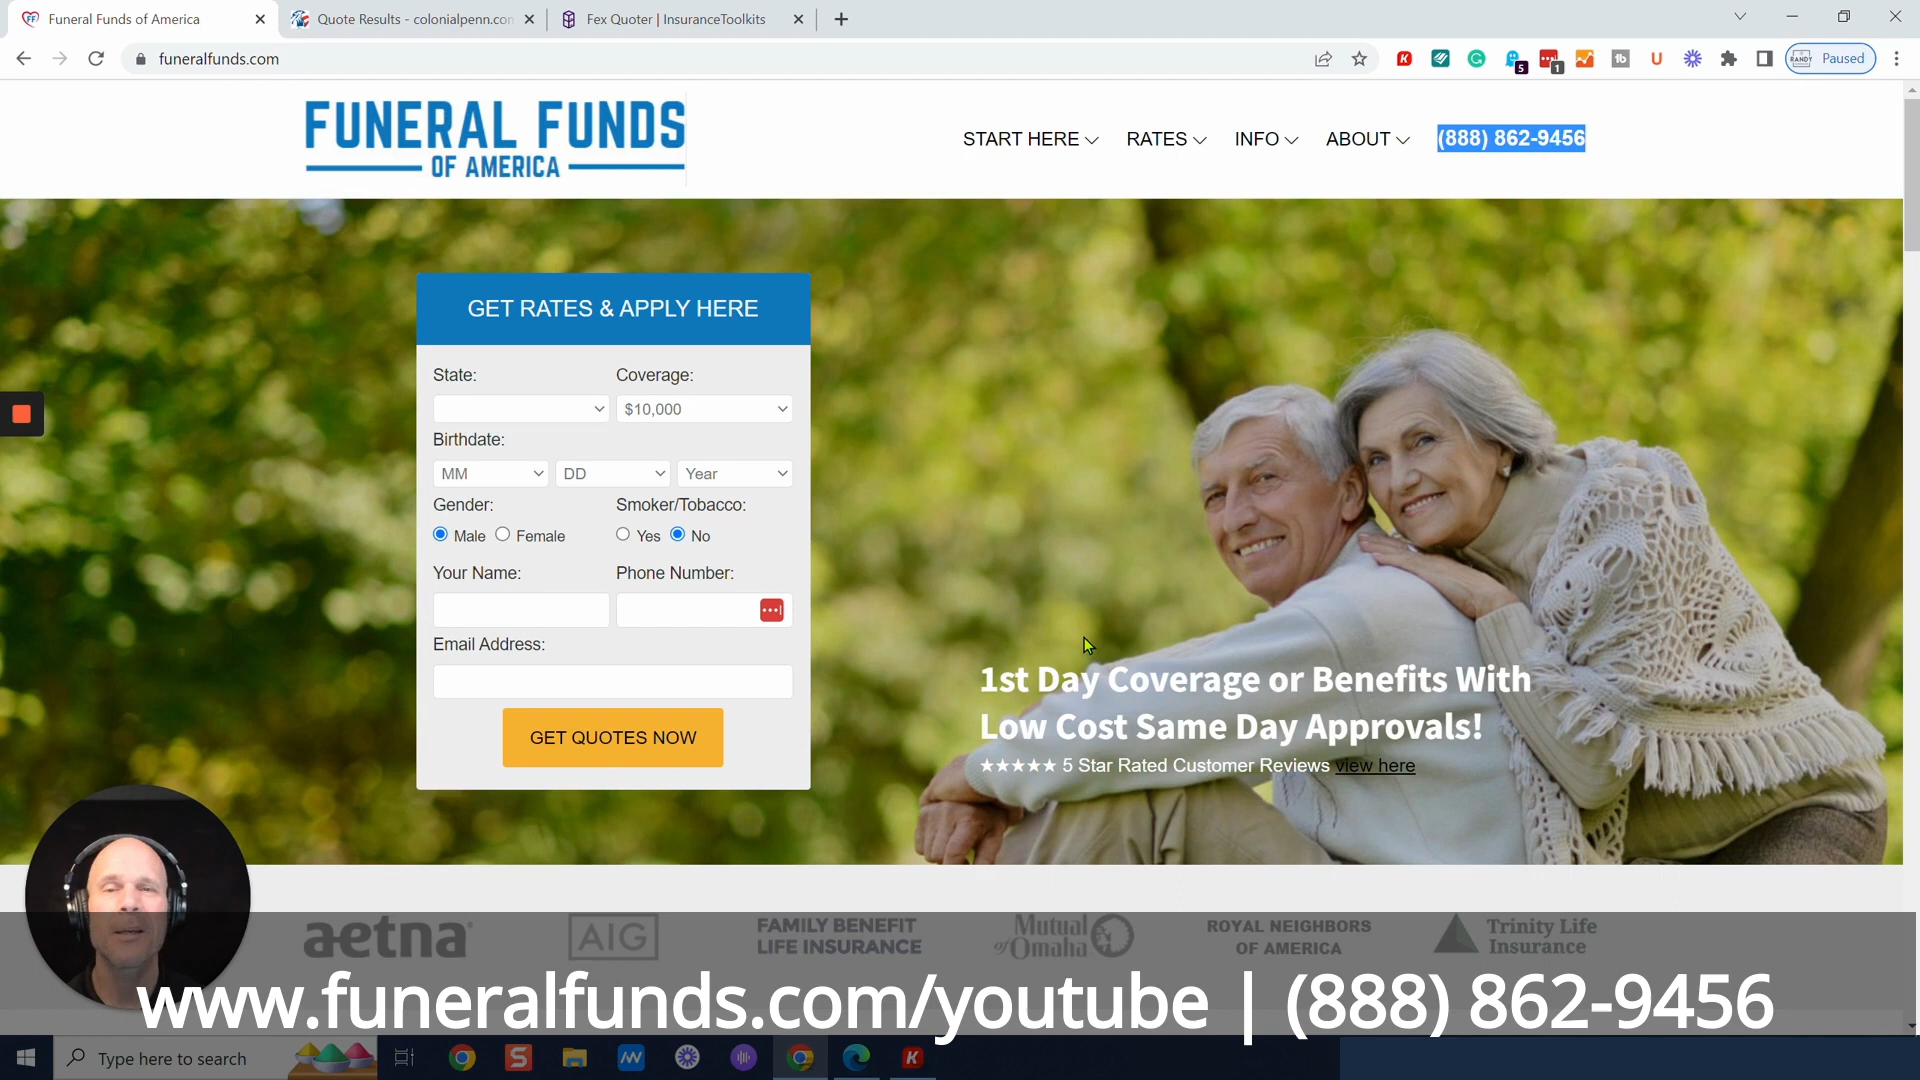 Funeral Funds of America
Quote Results - colonialpenn.con
Fex Quoter | InsuranceToolkits
funeralfunds.com
5
1
RANDY
Paused
FUNERAL FUNDS
OF AMERICA
START HERE
RATES
INFO
ABOUT
(888) 862-9456
GET RATES & APPLY HERE
State:
Coverage:
$10,000
Birthdate:
MM
DD
Year
Gender:
Smoker/Tobacco:
Male
Female
Yes
No
Your Name:
Phone Number:
Email Address:
GET QUOTES NOW
1st Day Coverage or Benefits With
Low Cost Same Day Approvals!
★★★★★ 5 Star Rated Customer Reviews view here
aetna
AIG
FAMILY BENEFIT
LIFE INSURANCE
Mutual
of Omaha
ROYAL NEIGHBORS
OF AMERICA
Trinity Life
Insurance
www.funeralfunds.com/youtube | (888) 862-9456
Type here to search